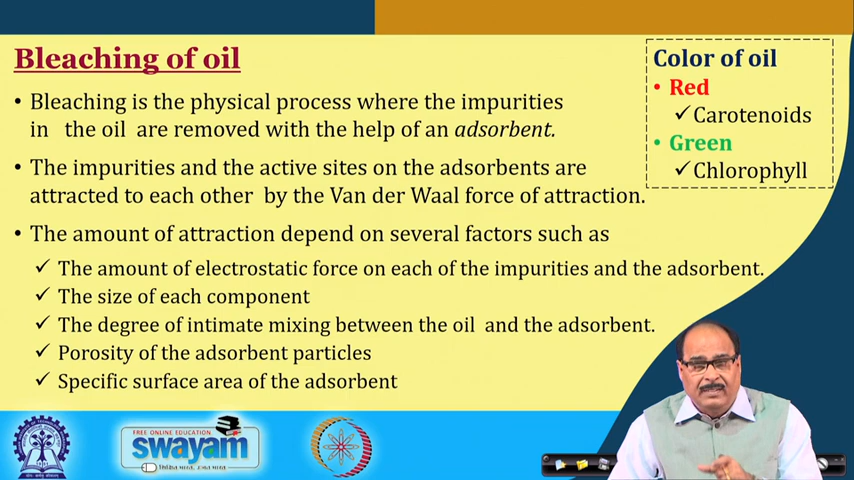 Bleaching of oil
• Bleaching is the physical process where the impurities
in the oil are removed with the help of an adsorbent.
• The impurities and the active sites on the adsorbents are
attracted to each other by the Van der Waal force of attraction.
• The amount of attraction depend on several factors such as
✓ The amount of electrostatic force on each of the impurities and the adsorbent.
✓ The size of each component
✓ The degree of intimate mixing between the oil and the adsorbent.
✓ Porosity of the adsorbent particles
✓ Specific surface area of the adsorbent
Color of oil
• Red
✓Carotenoids
• Green
✓Chlorophyll
FREE ONLINE EDUCATION
swayam